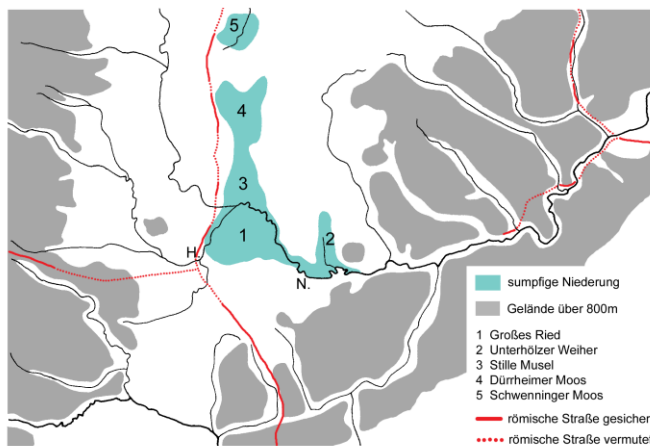 5
4
3
1
2
H.
N.
sumpfige Niederung
Gelände über 800m
1 Großes Ried
2 Unterhölzer Weiher
3 Stille Musel
4 Dürrheimer Moos
5 Schwenninger Moos
römische Straße gesicher
römische Straße vermute